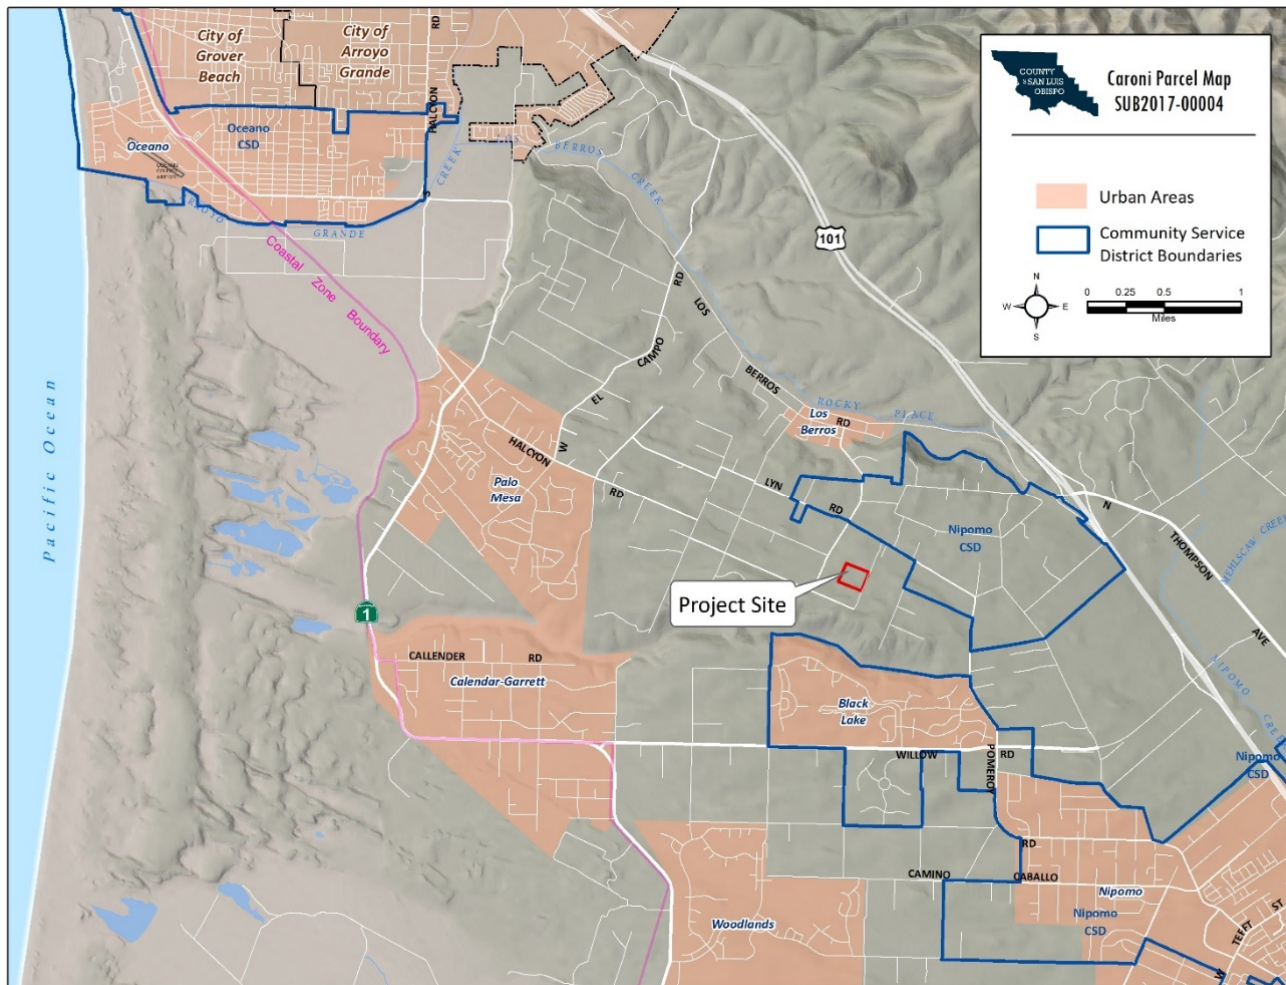 City of
Grover
Beach
City of
Arroyo
Grande
RD
HALCYON
S
Oceano
CSD
Oceano
CREEK
BERROS
CREEK
ARROYO
GRANDE
Coastal Zone Boundary
101
COUNTY
OF SAN LUIS
OBISPO
Caroni Parcel Map
SUB2017-00004
Urban Areas
Community Service
District Boundaries
N
W
E
S
0 0.25 0.5 1
Miles
RD
LOS
BERROS
RD
CAMPO
EL
W
ROCKY PLACE
Los
Berros
HALCYON
RD
Palo
Mesa
LYN
RD
Nipomo
CSD
N
THOMPSON
AVE
Pacific Ocean
Project Site
1
CALLENDER RD
Calendar-Garrett
Black
Lake
NIPOMO
WILLOW RD
POMEROY
RD
Nipomo
CSD
CAMINO CABALLO
Nipomo
Nipomo
CSD
Woodlands
W
TEFFT
ST